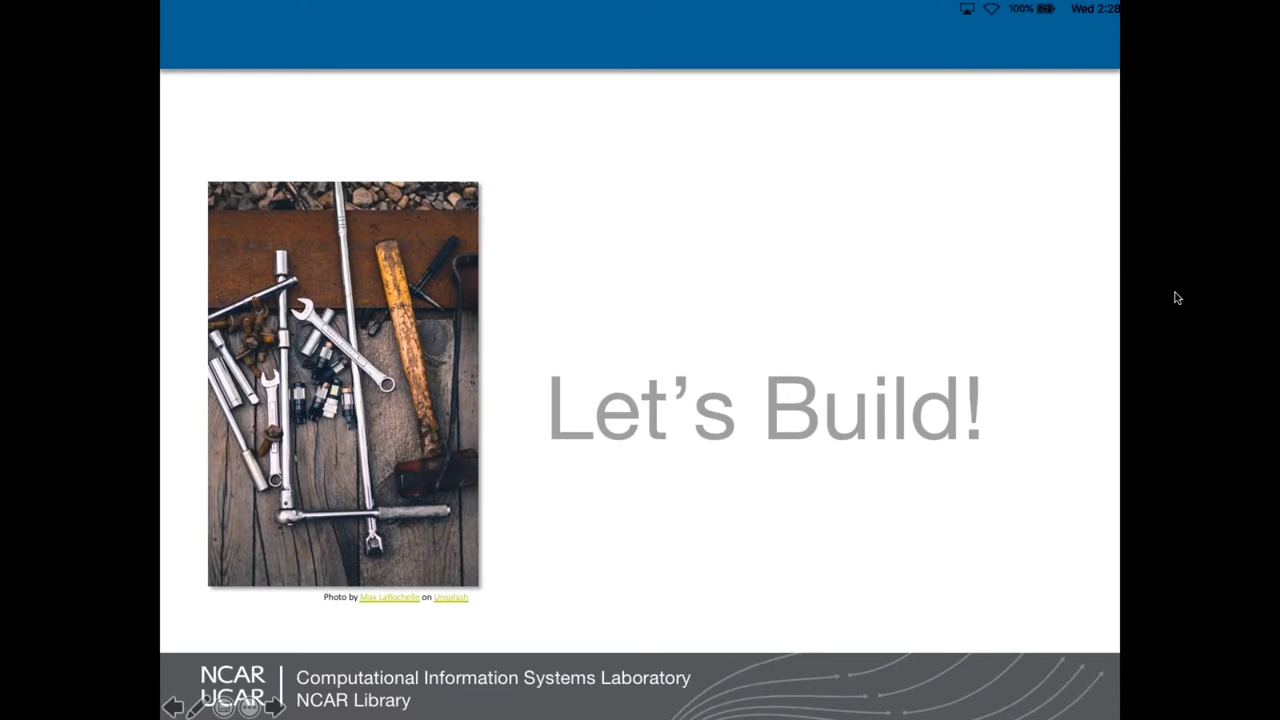 100% Wed 2:28
Let's Build!
Photo by Max LaRochelle on Unsplash
NCAR
UCAR
Computational Information Systems Laboratory
NCAR Library